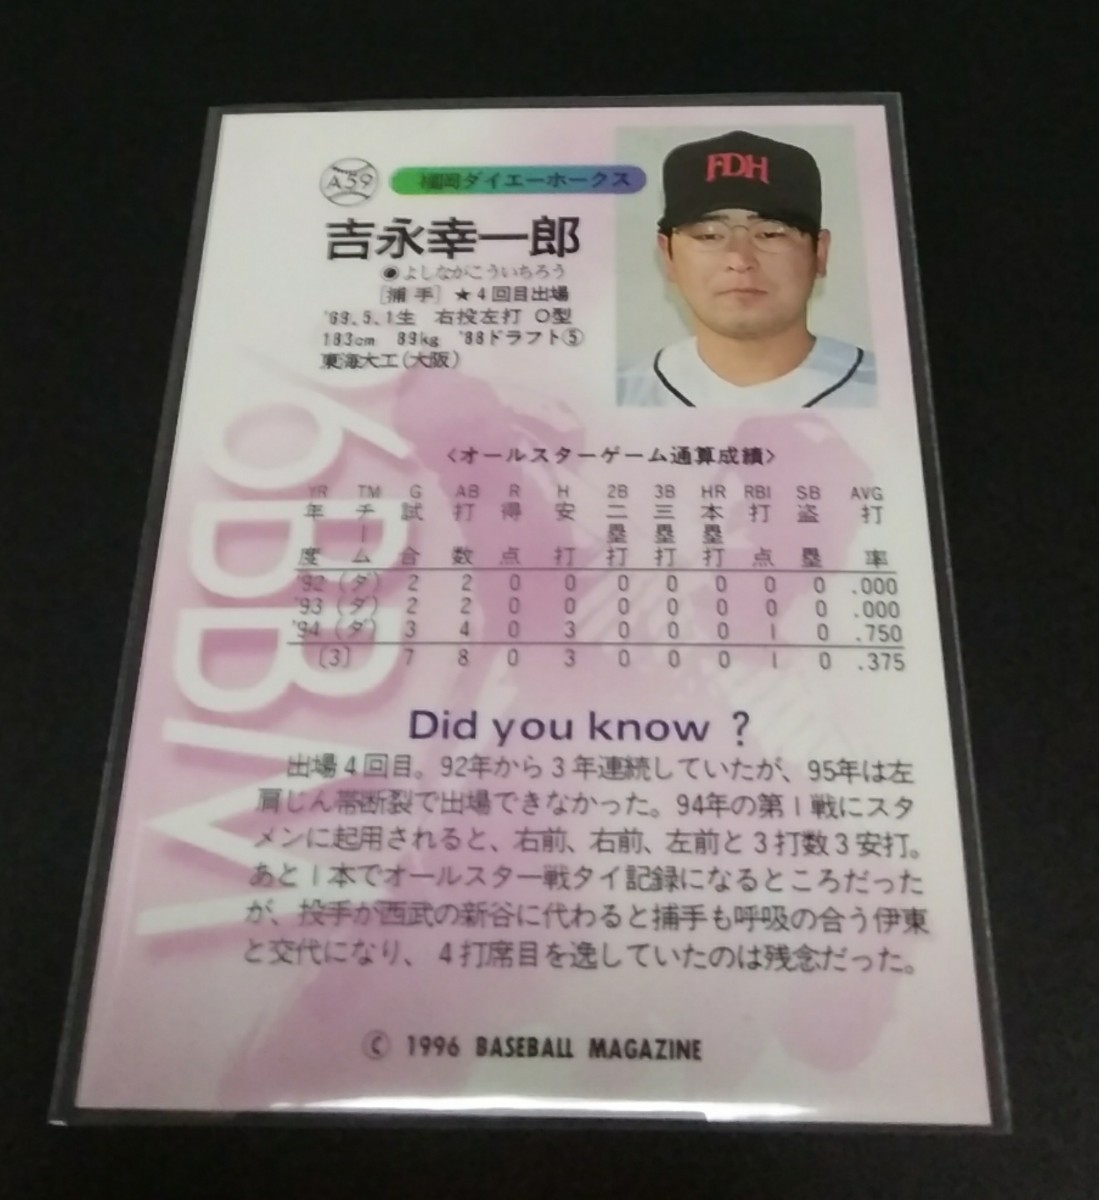 A59
福岡ダイエーホークス
FDH
吉永幸一郎
●よしながこういちろう
[捕手] ★4回目出場
'69.5.1生 右投左打 O型
183cm 89kg '88ドラフト⑤
東海大工(大阪)
'96BBM
<オールスターゲーム通算成績>
YR TM G AB R H 2B 3B HR RBI SB AVG
年度 チーム 試合 打数 得点 安打 二塁打 三塁打 本塁打 打点 盗塁 打率
'92 (ダ) 2 2 0 0 0 0 0 0 0 .000
'93 (ダ) 2 2 0 0 0 0 0 0 0 .000
'94 (ダ) 3 4 0 3 0 0 0 1 0 .750
[3] 7 8 0 3 0 0 0 1 0 .375
Did you know ?
出場4回目。92年から3年連続していたが、95年は左
肩じん帯断裂で出場できなかった。94年の第1戦にスタ
メンに起用されると、右前、右前、左前と3打数3安打。
あと1本でオールスター戦タイ記録になるところだった
が、投手が西武の新谷に代わると捕手も呼吸の合う伊東
と交代になり、4打席目を逸していたのは残念だった。
© 1996 BASEBALL MAGAZINE